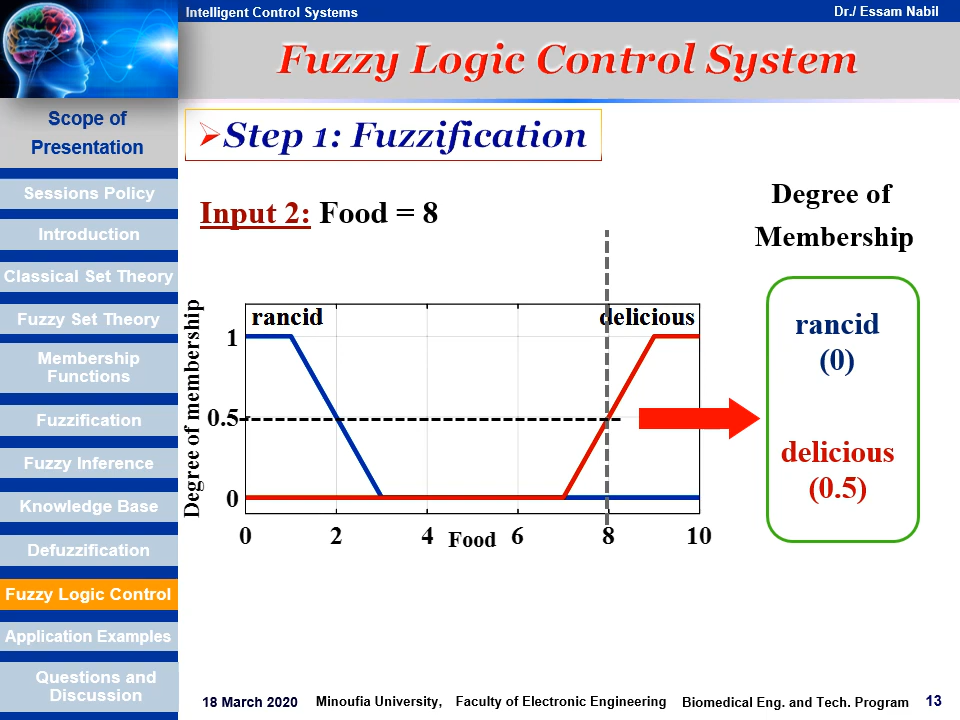 Intelligent Control Systems
Dr./ Essam Nabil
Fuzzy Logic Control System
Scope of
Presentation
Sessions Policy
Introduction
Classical Set Theory
Fuzzy Set Theory
Membership
Functions
Fuzzification
Fuzzy Inference
Knowledge Base
Defuzzification
Fuzzy Logic Control
Application Examples
Questions and
Discussion
Step 1: Fuzzification
Input 2: Food = 8
Degree of
Membership
Degree of membership
rancid
delicious
1
0.5
0
0 2 4 6 8 10
Food
rancid
(0)
delicious
(0.5)
18 March 2020 Minoufia University, Faculty of Electronic Engineering Biomedical Eng. and Tech. Program 13